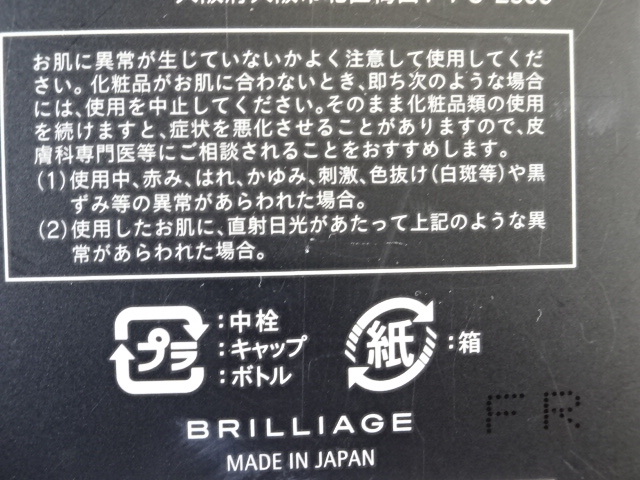 お肌に異常が生じていないかよく注意して使用してくだ
さい。化粧品がお肌に合わないとき、即ち次のような場合
には、使用を中止してください。そのまま化粧品類の使用
を続けますと、症状を悪化させることがありますので、皮
膚科専門医等にご相談されることをおすすめします。
(1)使用中、赤み、はれ、かゆみ、刺激、色抜け(白斑等)や黒
ずみ等の異常があらわれた場合。
(2)使用したお肌に、直射日光があたって上記のような異
常があらわれた場合。
プラ
:中栓
:キャップ
:ボトル
紙
:箱
BRILLIAGE
FR
MADE IN JAPAN